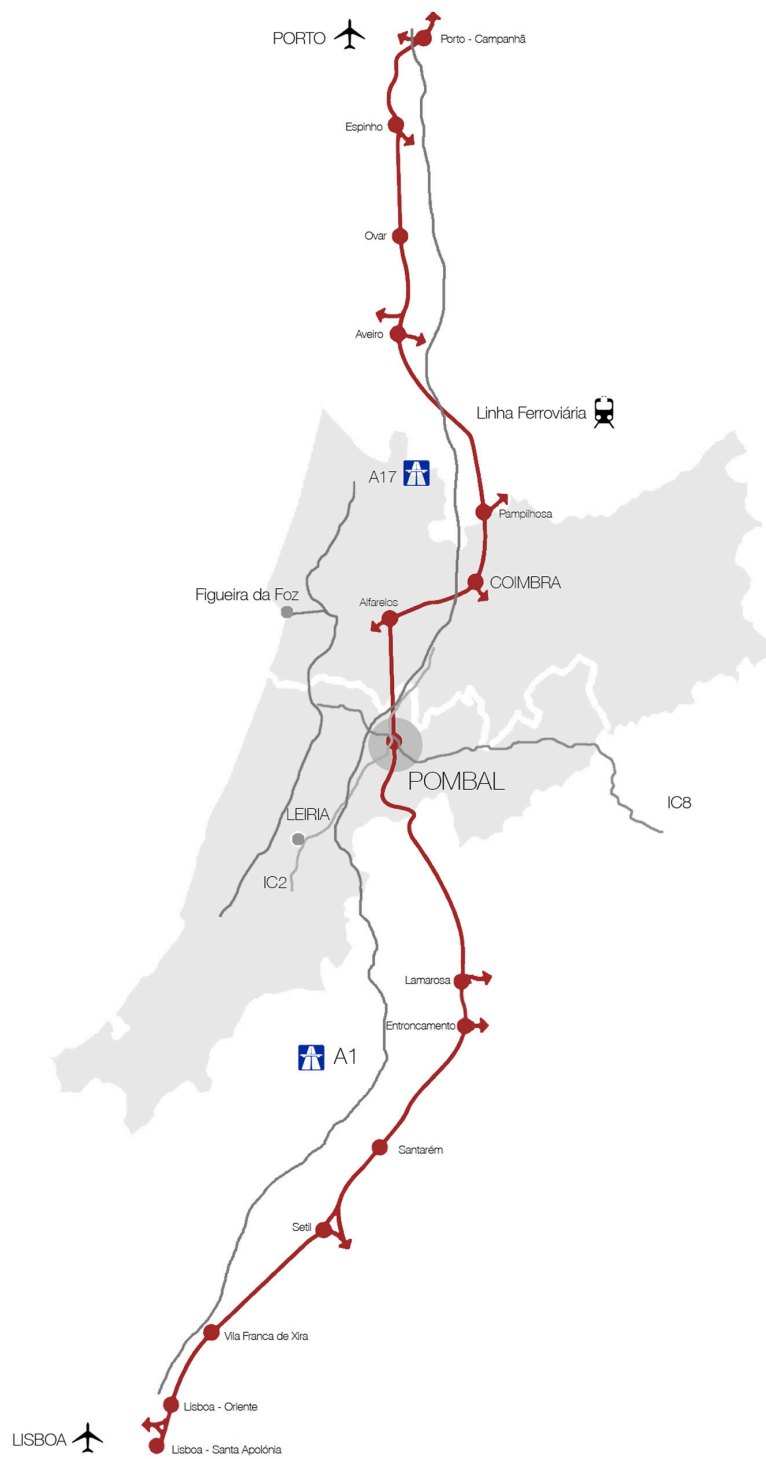 PORTO
Porto - Campanhã
Espinho
Ovar
Aveiro
Linha Ferroviária
A17
Pampilhosa
COIMBRA
Figueira da Foz
Alfarelos
POMBAL
IC8
LEIRIA
IC2
Lamarosa
Entroncamento
A1
Santarém
Setil
Vila Franca de Xira
Lisboa - Oriente
LISBOA
Lisboa - Santa Apolónia